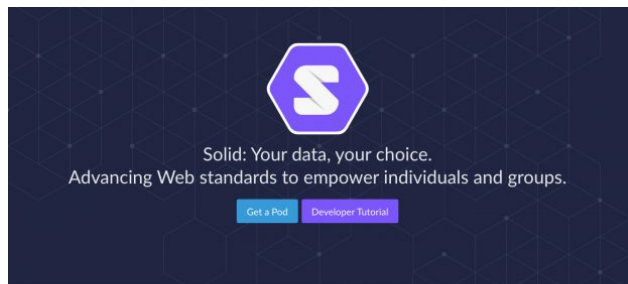 Solid: Your data, your choice.
Advancing Web standards to empower individuals and groups.
Get a Pod Developer Tutorial